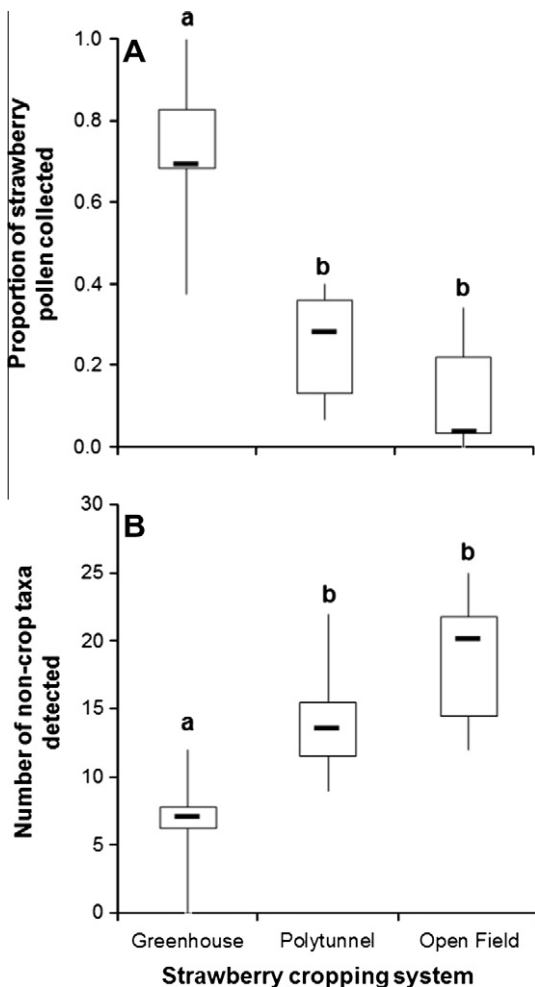 A
a
b
b
1.0
0.8
0.6
0.4
0.2
0.0
Proportion of strawberry
pollen collected
B
a
b
b
30
25
20
15
10
5
0
Number of non-crop taxa
detected
Greenhouse Polytunnel Open Field
Strawberry cropping system